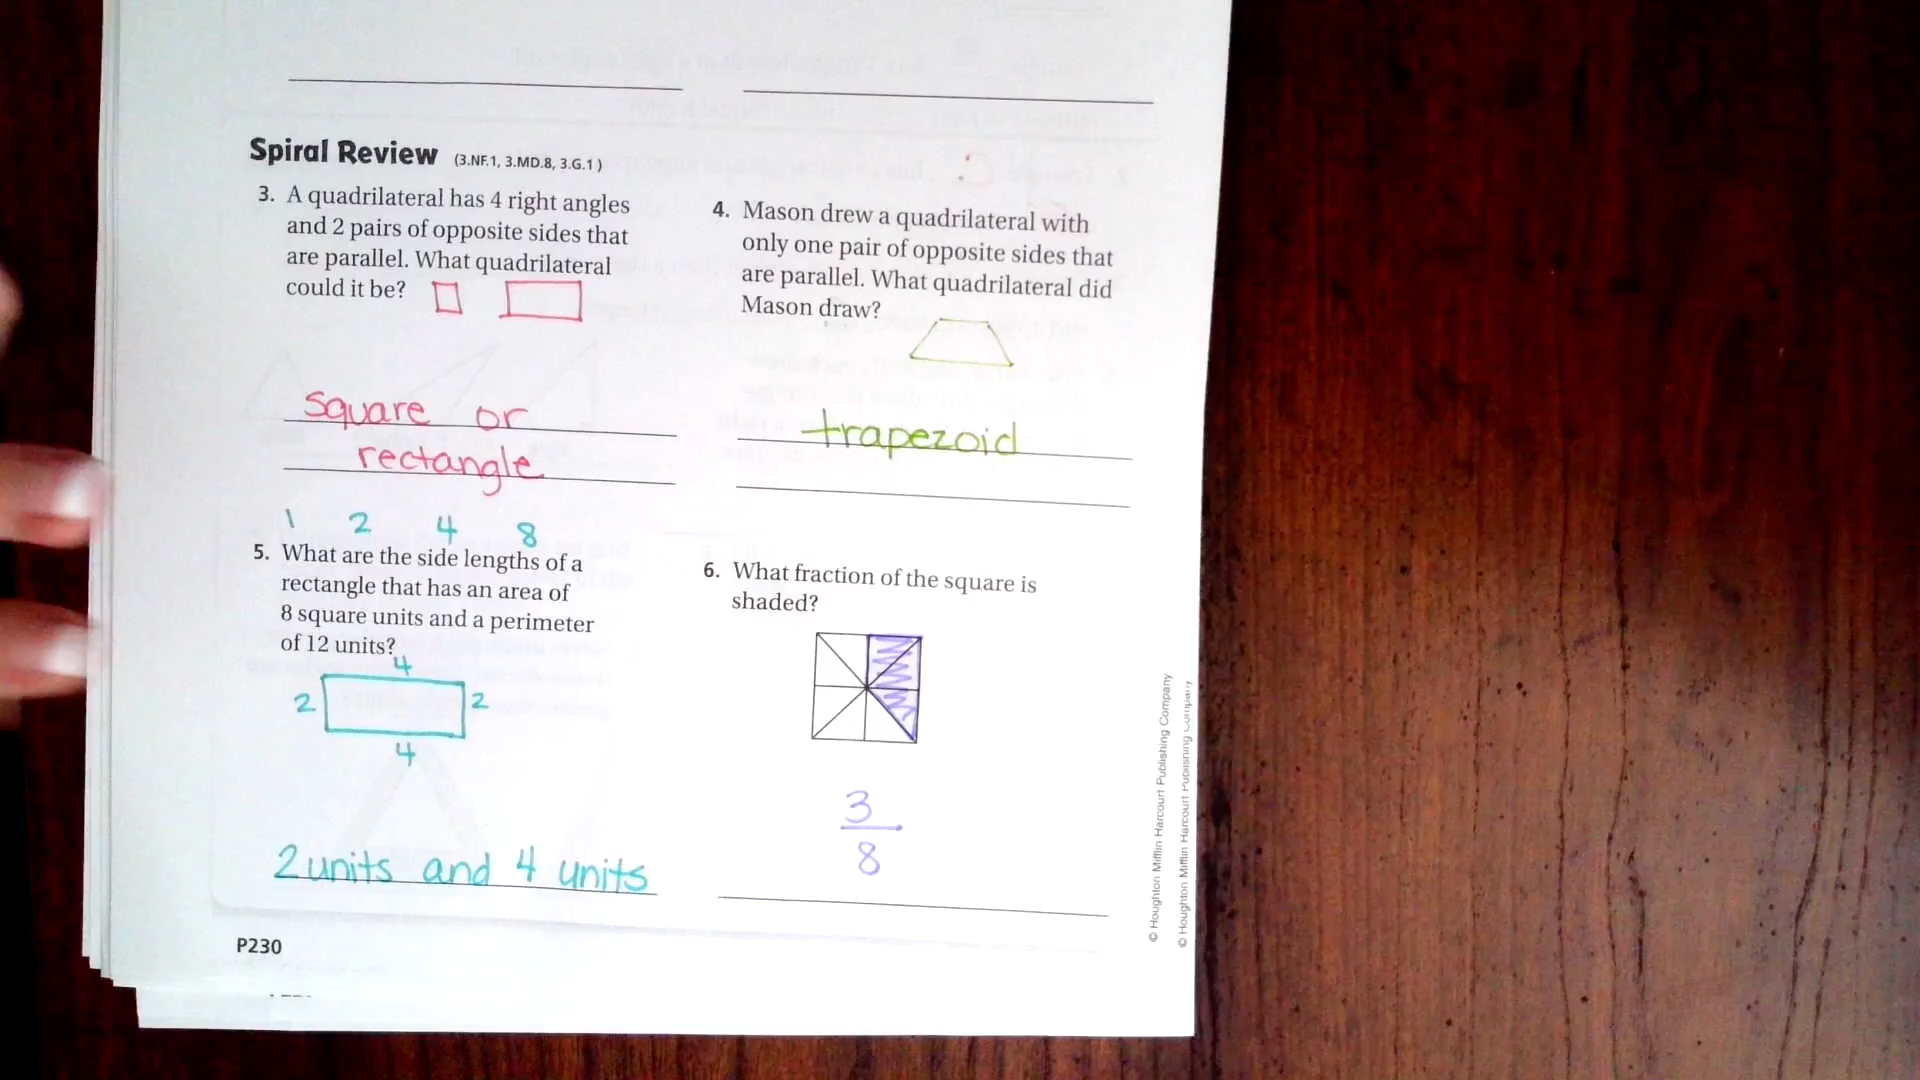 Spiral Review (3.NF.1, 3.MD.8, 3.G.1)
3. A quadrilateral has 4 right angles
and 2 pairs of opposite sides that
are parallel. What quadrilateral
could it be?
square or
rectangle
4. Mason drew a quadrilateral with
only one pair of opposite sides that
are parallel. What quadrilateral did
Mason draw?
trapezoid
1 2 4 8
5. What are the side lengths of a
rectangle that has an area of
8 square units and a perimeter
of 12 units?
4
2 2
4
2 units and 4 units
6. What fraction of the square is
shaded?
3
8
P230
© Houghton Mifflin Harcourt Publishing Company
© Houghton Mifflin Harcourt Publishing Company